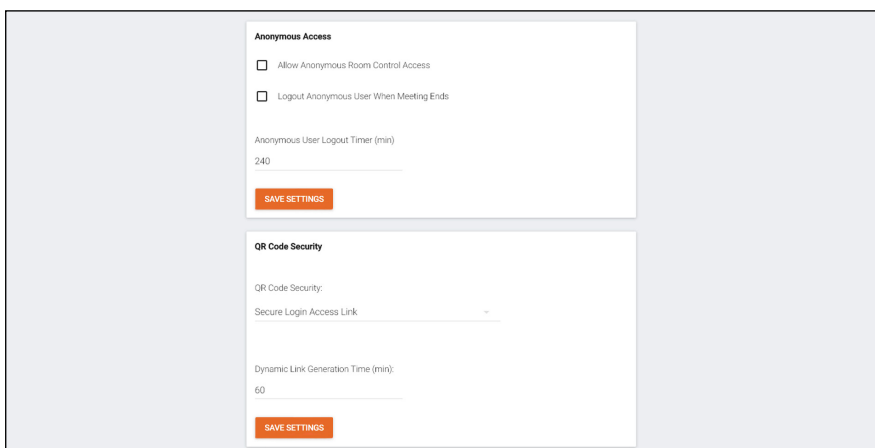 Anonymous Access
Allow Anonymous Room Control Access
Logout Anonymous User When Meeting Ends
Anonymous User Logout Timer (min)
240
SAVE SETTINGS
QR Code Security
QR Code Security:
Secure Login Access Link
Dynamic Link Generation Time (min):
60
SAVE SETTINGS